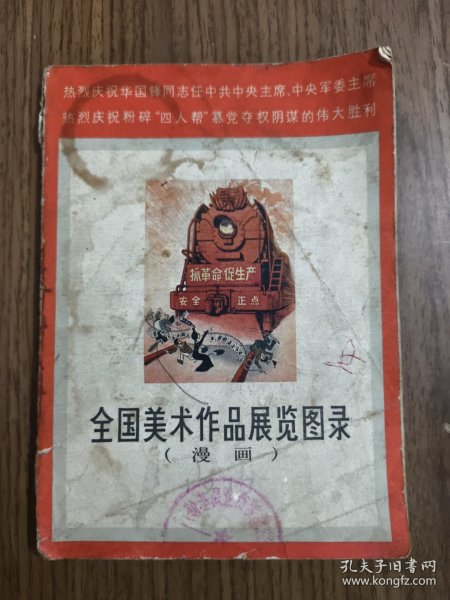 热烈庆祝华国锋同志任中共中央主席、中央军委主席
热烈庆祝粉碎“四人帮”篡党夺权阴谋的伟大胜利
抓革命促生产
安全 正点
全国美术作品展览图录
(漫画)
孔夫子旧书网
www.kongfz.com